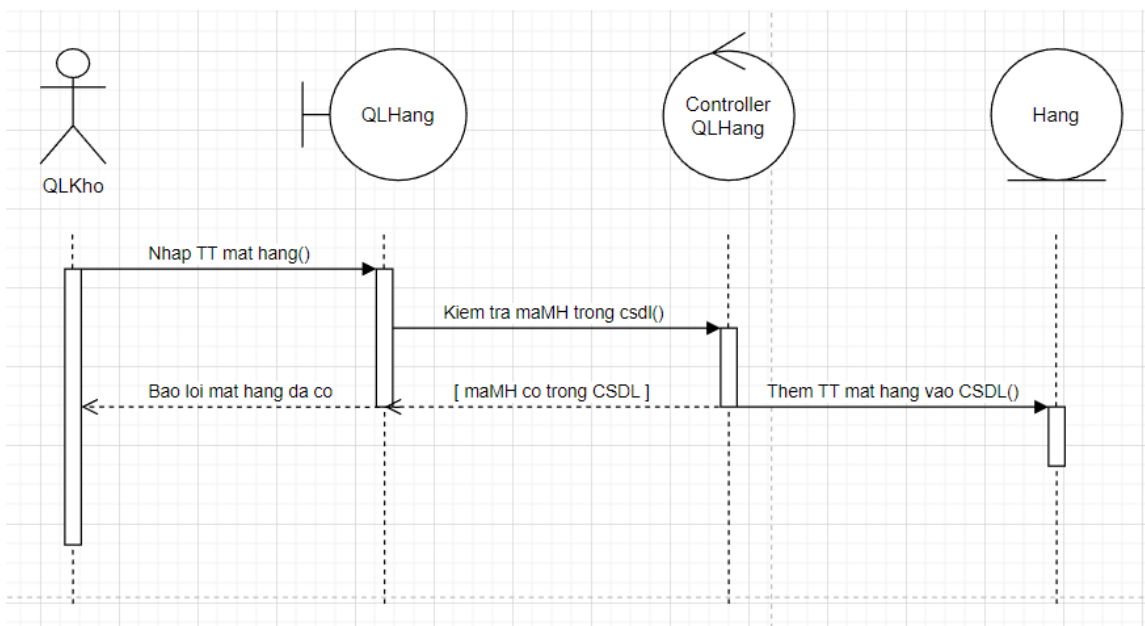 QLHang
Controller
QLHang
Hang
QLKho
Nhap TT mat hang()
Kiem tra maMH trong csdl()
Bao loi mat hang da co
[ maMH co trong CSDL ]
Them TT mat hang vao CSDL()